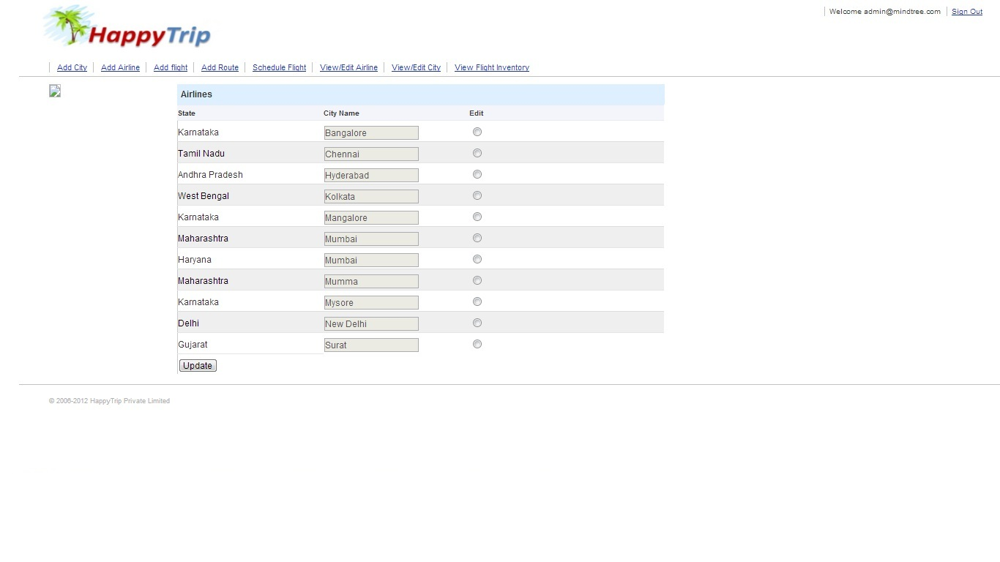 Welcome admin@mindtree.com Sign Out
HappyTrip
Add City Add Airline Add flight Add Route Schedule Flight View/Edit Airline View/Edit City View Flight Inventory
Airlines
State City Name Edit
Karnataka Bangalore
Tamil Nadu Chennai
Andhra Pradesh Hyderabad
West Bengal Kolkata
Karnataka Mangalore
Maharashtra Mumbai
Haryana Mumbai
Maharashtra Mumma
Karnataka Mysore
Delhi New Delhi
Gujarat Surat
Update
© 2006-2012 HappyTrip Private Limited